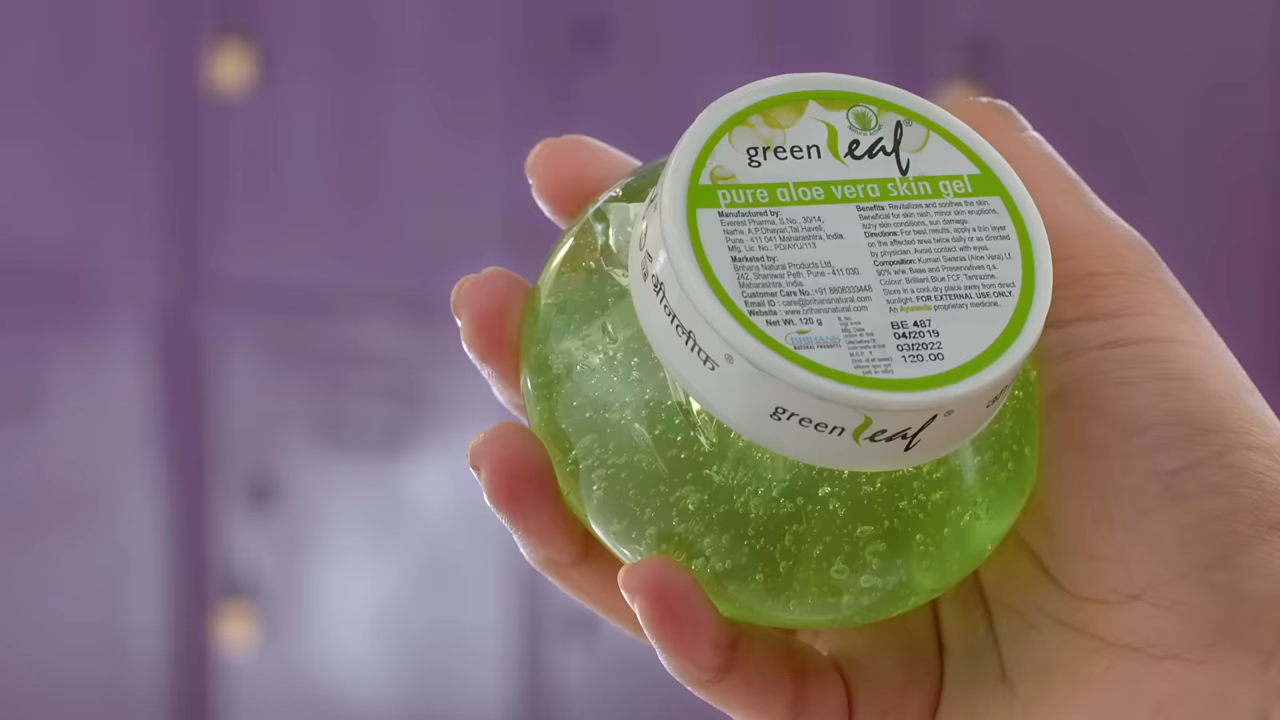 green leaf®
pure aloe vera skin gel
Manufactured by:
Everest Pharma, S.No., 30/14,
Narhe, A.P.Dhayari,Tal.Haveli,
Pune - 411 041 Maharashtra, India.
Mfg. Lic. No.: PD/AYU/113
Marketed by:
Brihans Natural Products Ltd,
242, Shaniwar Peth, Pune - 411 030.
Maharashtra, India.
Customer Care No.:+91 8806333448
Email ID : care@brihansnatural.com
Website : www.brihansnatural.com
Net Wt. 120 g
BRIHANS
NATURAL PRODUCTS
Benefits: Revitalizes and soothes the skin.
Beneficial for skin rash, minor skin eruptions,
itchy skin conditions, sun damage.
Directions: For best results, apply a thin layer
on the affected area twice daily or as directed
by physician. Avoid contact with eyes.
Composition: Kumari Swaras (Aloe Vera) Lf.
90% w/w, Base and Preservatives q.s.
Colour: Brilliant Blue FCF, Tartrazine.
Store in a cool,dry place away from direct
sunlight. FOR EXTERNAL USE ONLY.
An Ayurvedic proprietary medicine.
BE 487
04/2019
03/2022
120.00
ग्रीनलीफ®
green leaf®